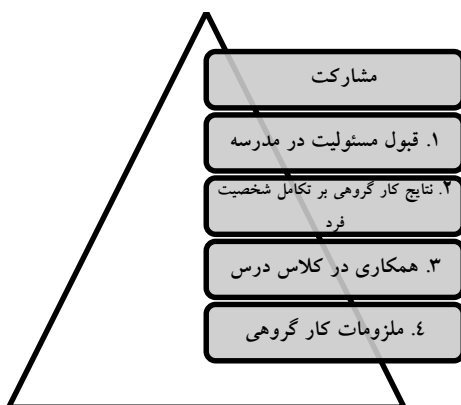 مشارکت
۱. قبول مسئولیت در مدرسه
۲. نتایج کار گروهی بر تکامل شخصیت
فرد
۳. همکاری در کلاس درس
٤. ملزومات کار گروهی